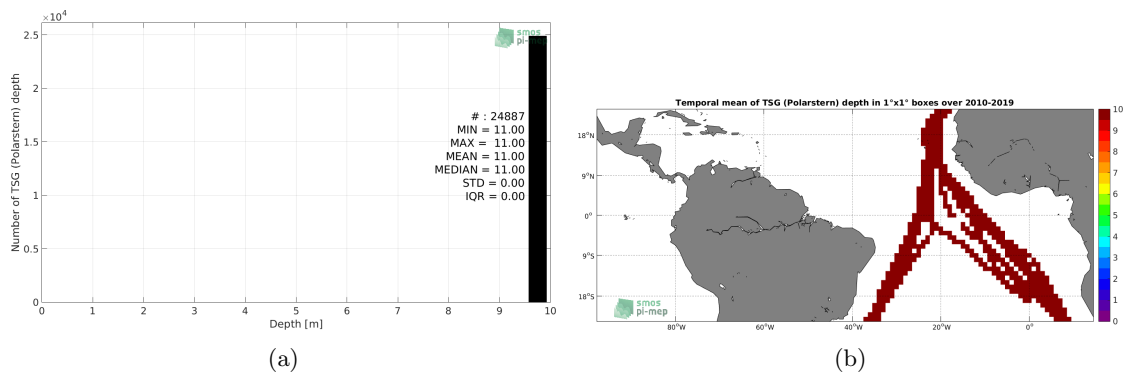 ×10⁴
2.5
2
1.5
1
0.5
0
Number of TSG (Polarstern) depth
smos
pi-mep
# : 24887
MIN = 11.00
MAX = 11.00
MEAN = 11.00
MEDIAN = 11.00
STD = 0.00
IQR = 0.00
0 1 2 3 4 5 6 7 8 9 10
Depth [m]
(a)
Temporal mean of TSG (Polarstern) depth in 1°x1° boxes over 2010-2019
18°N
9°N
0°
9°S
18°S
smos
pi-mep
80°W 60°W 40°W 20°W 0°
10
9
8
7
6
5
4
3
2
1
0
(b)